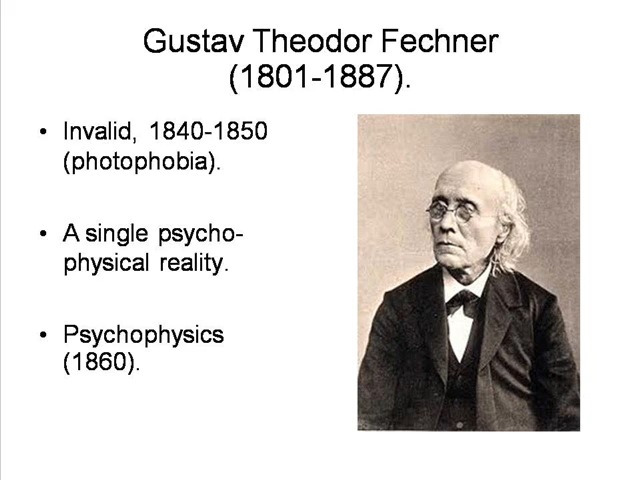 Gustav Theodor Fechner
(1801-1887).
• Invalid, 1840-1850
(photophobia).
• A single psycho-
physical reality.
• Psychophysics
(1860).